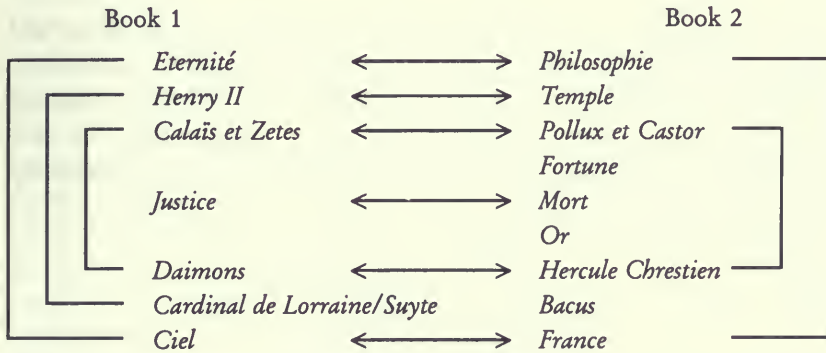 Book 1 Book 2
Eternité Philosophie
Henry II Temple
Calaïs et Zetes Pollux et Castor
Fortune
Justice Mort
Or
Daimons Hercule Chrestien
Cardinal de Lorraine/Suyte Bacus
Ciel France